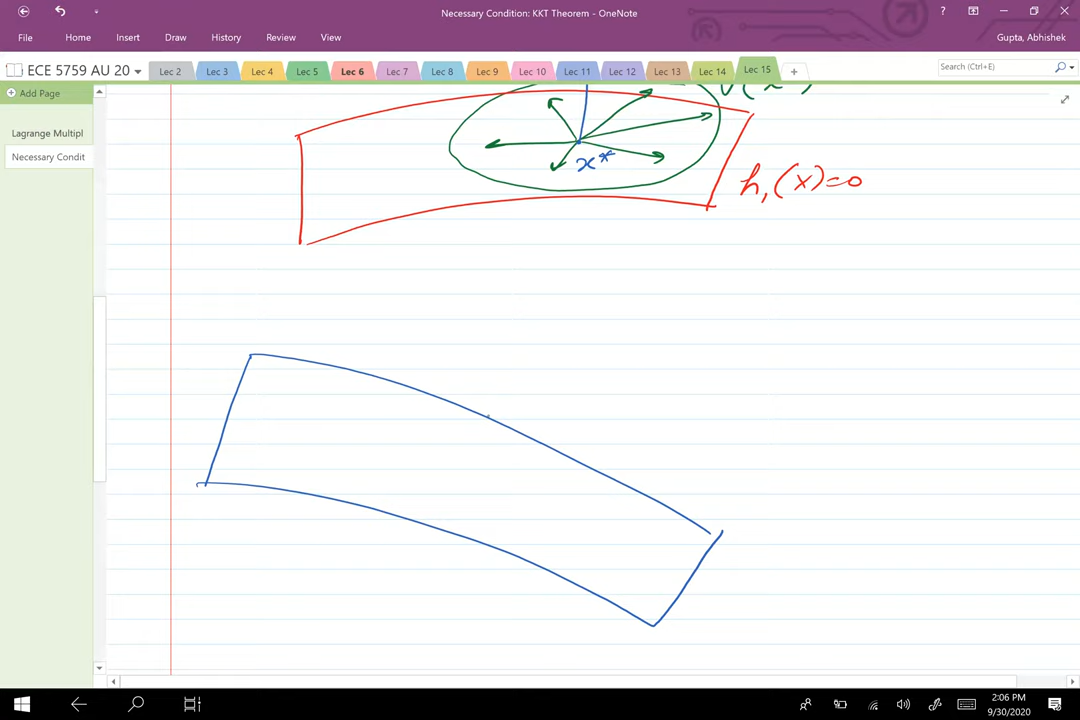 Necessary Condition: KKT Theorem - OneNote
?
File
Home
Insert
Draw
History
Review
View
Gupta, Abhishek
ECE 5759 AU 20
Lec 2
Lec 3
Lec 4
Lec 5
Lec 6
Lec 7
Lec 8
Lec 9
Lec 10
Lec 11
Lec 12
Lec 13
Lec 14
Lec 15
+
Search (Ctrl+E)
Add Page
Lagrange Multipl
Necessary Condit
x*
h₁(x)=0
2:06 PM
9/30/2020